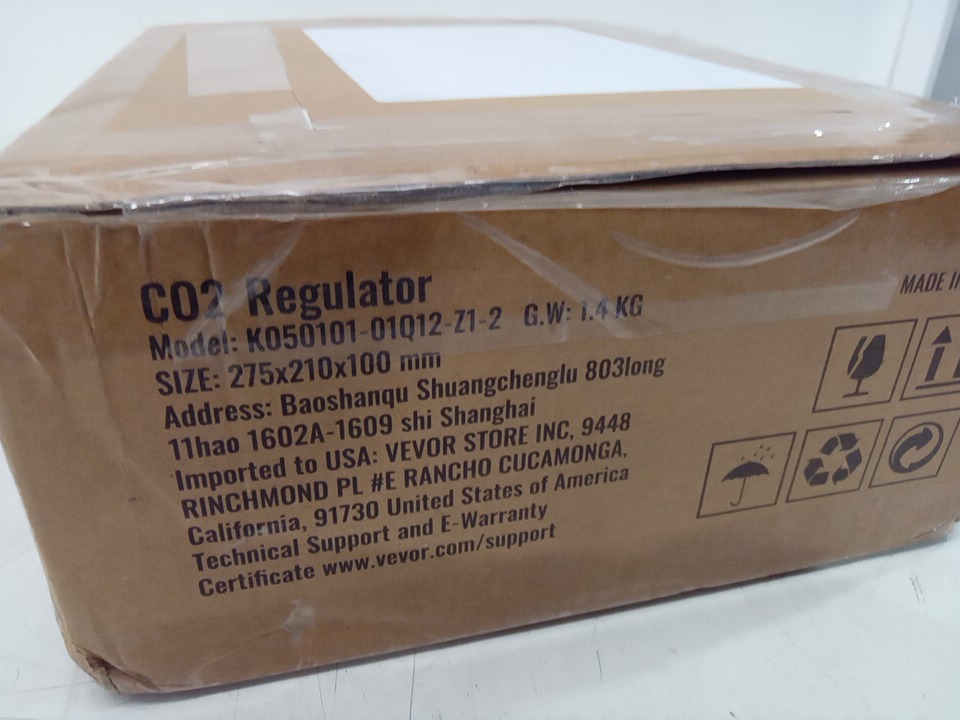 CO2 Regulator
Model: K050101-01Q12-Z1-2 G.W: 1.4 KG
SIZE: 275x210x100 mm
Address: Baoshanqu Shuangchenglu 803long
11hao 1602A-1609 shi Shanghai
Imported to USA: VEVOR STORE INC, 9448
RINCHMOND PL #E RANCHO CUCAMONGA,
California, 91730 United States of America
Technical Support and E-Warranty
Certificate www.vevor.com/support
MADE